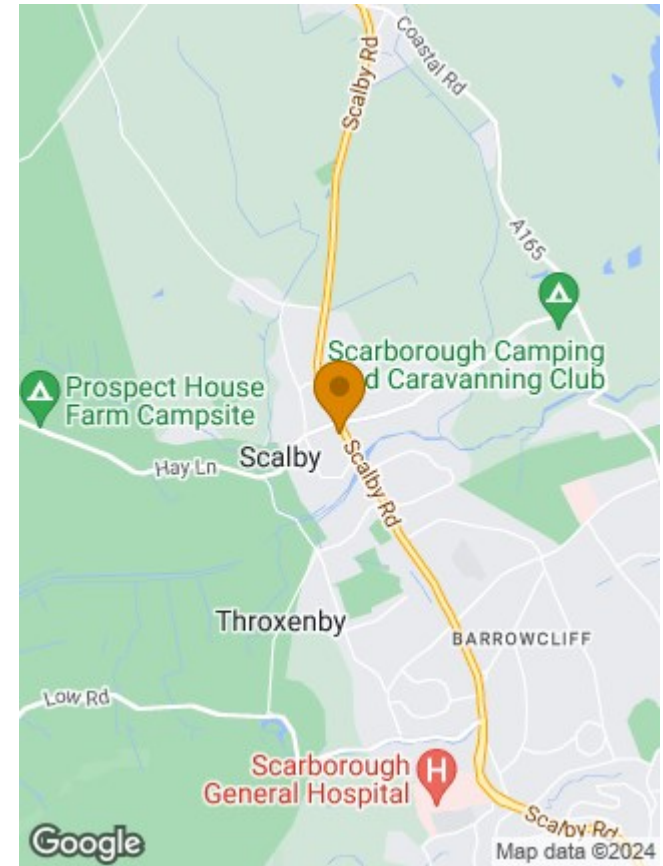 Scalby Rd
Coastal Rd
A165
Scarborough Camping
d Caravanning Club
Prospect House
Farm Campsite
Scalby
Hay Ln
Scalby Rd
Throxenby
BARROWCLIFF
Low Rd
Scarborough
General Hospital
H
Scalby Rd
Google
Map data ©2024